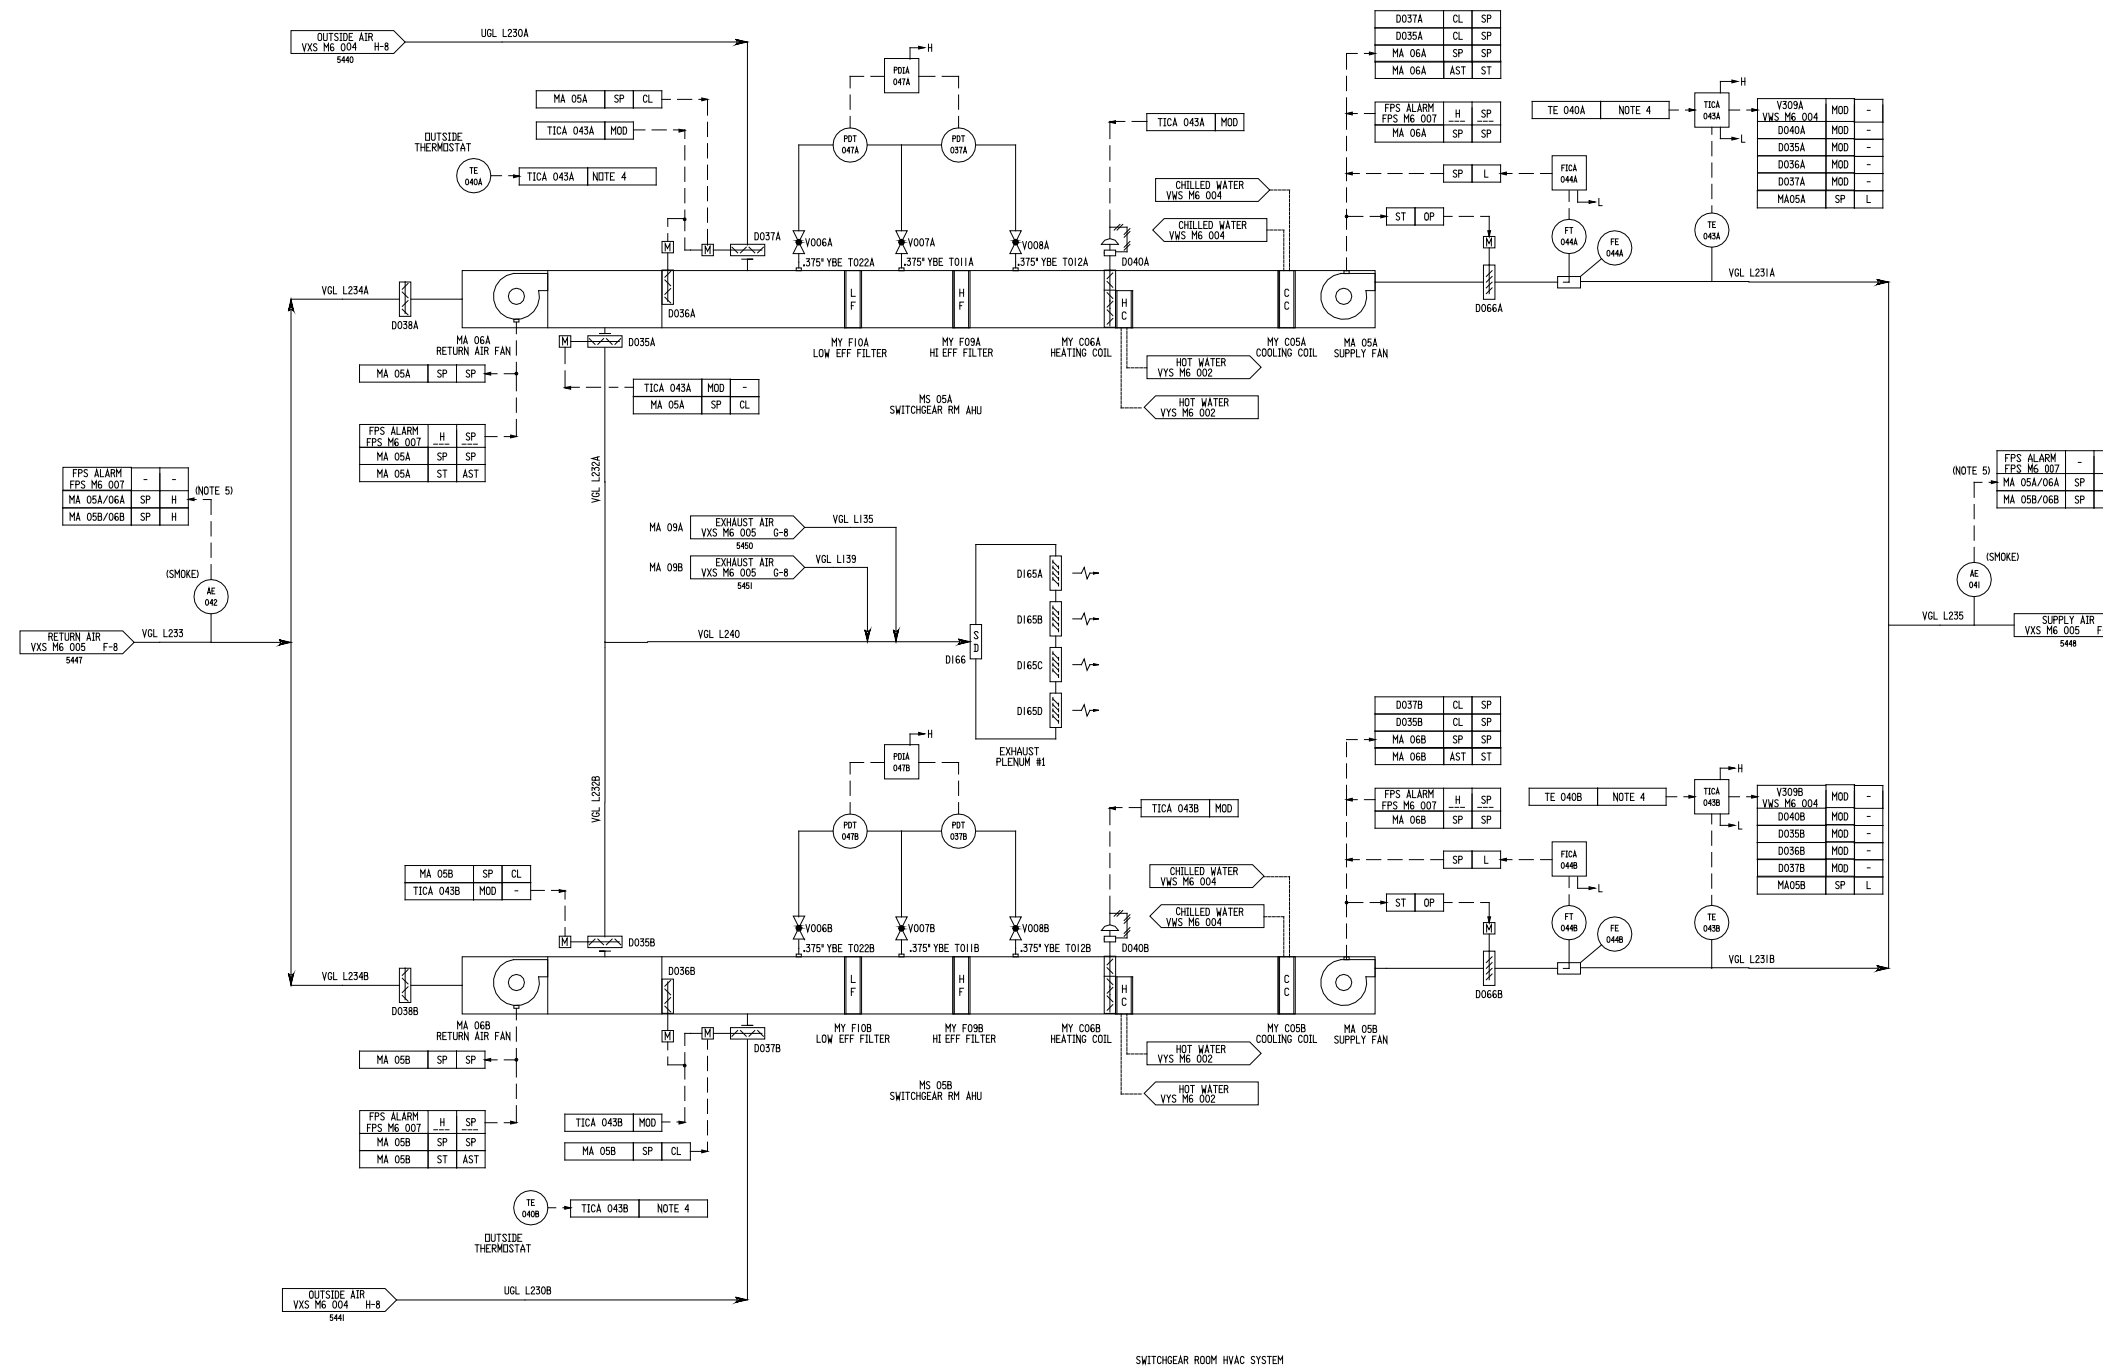 OUTSIDE AIR
VXS M6 004 H-8
5440
UGL L230A
MA 05A SP CL
TICA 043A MOD
OUTSIDE
THERMOSTAT
TE
040A
TICA 043A NOTE 4
M
M
D037A
PDIA
047A
H
PDT
047A
PDT
037A
V006A
V007A
V008A
.375" YBE T022A
.375" YBE T011A
.375" YBE T012A
D040A
TICA 043A MOD
CHILLED WATER
VWS M6 004
CHILLED WATER
VWS M6 004
D037A CL SP
D035A CL SP
MA 06A SP SP
MA 06A AST ST
FPS ALARM
FPS M6 007 H SP
MA 06A SP SP
SP L
FICA
044A
L
ST OP
M
FT
044A
FE
044A
TE 040A NOTE 4
TICA
043A
H
L
TE
043A
V309A
VWS M6 004 MOD -
D040A MOD -
D035A MOD -
D036A MOD -
D037A MOD -
MA05A SP L
VGL L234A
D038A
D036A
LF
HF
HC
CC
D066A
VGL L231A
MA 06A
RETURN AIR FAN
M
D035A
MY F10A
LOW EFF FILTER
MY F09A
HI EFF FILTER
MY C06A
HEATING COIL
MY C05A
COOLING COIL
MA 05A
SUPPLY FAN
MA 05A SP SP
TICA 043A MOD -
MA 05A SP CL
MS 05A
SWITCHGEAR RM AHU
HOT WATER
VYS M6 002
HOT WATER
VYS M6 002
FPS ALARM
FPS M6 007 H SP
MA 05A SP SP
MA 05A ST AST
VGL L232A
FPS ALARM
FPS M6 007 - -
MA 05A/06A SP H
MA 05B/06B SP H
(NOTE 5)
(SMOKE)
AE
042
RETURN AIR
VXS M6 005 F-8
5447
VGL L233
MA 09A
EXHAUST AIR
VXS M6 005 G-8
5450
VGL L135
MA 09B
EXHAUST AIR
VXS M6 005 G-8
5451
VGL L139
VGL L240
D166
SD
D165A
D165B
D165C
D165D
EXHAUST
PLENUM #1
(NOTE 5)
FPS ALARM
FPS M6 007 -
MA 05A/06A SP
MA 05B/06B SP
(SMOKE)
AE
041
VGL L235
SUPPLY AIR
VXS M6 005 F-
5448
VGL L232B
PDIA
047B
H
PDT
047B
PDT
037B
V006B
V007B
V008B
.375" YBE T022B
.375" YBE T011B
.375" YBE T012B
D040B
TICA 043B MOD
CHILLED WATER
VWS M6 004
CHILLED WATER
VWS M6 004
D037B CL SP
D035B CL SP
MA 06B SP SP
MA 06B AST ST
FPS ALARM
FPS M6 007 H SP
MA 06B SP SP
SP L
FICA
044B
L
ST OP
M
FT
044B
FE
044B
TE 040B NOTE 4
TICA
043B
H
L
TE
043B
V309B
VWS M6 004 MOD -
D040B MOD -
D035B MOD -
D036B MOD -
D037B MOD -
MA05B SP L
MA 05B SP CL
TICA 043B MOD -
M
D035B
VGL L234B
D038B
D036B
LF
HF
HC
CC
D066B
VGL L231B
MA 06B
RETURN AIR FAN
M
M
D037B
MY F10B
LOW EFF FILTER
MY F09B
HI EFF FILTER
MY C06B
HEATING COIL
MY C05B
COOLING COIL
MA 05B
SUPPLY FAN
MA 05B SP SP
MS 05B
SWITCHGEAR RM AHU
HOT WATER
VYS M6 002
HOT WATER
VYS M6 002
FPS ALARM
FPS M6 007 H SP
MA 05B SP SP
MA 05B ST AST
TICA 043B MOD
MA 05B SP CL
TE
040B
TICA 043B NOTE 4
OUTSIDE
THERMOSTAT
OUTSIDE AIR
VXS M6 004 H-8
5441
UGL L230B
SWITCHGEAR ROOM HVAC SYSTEM